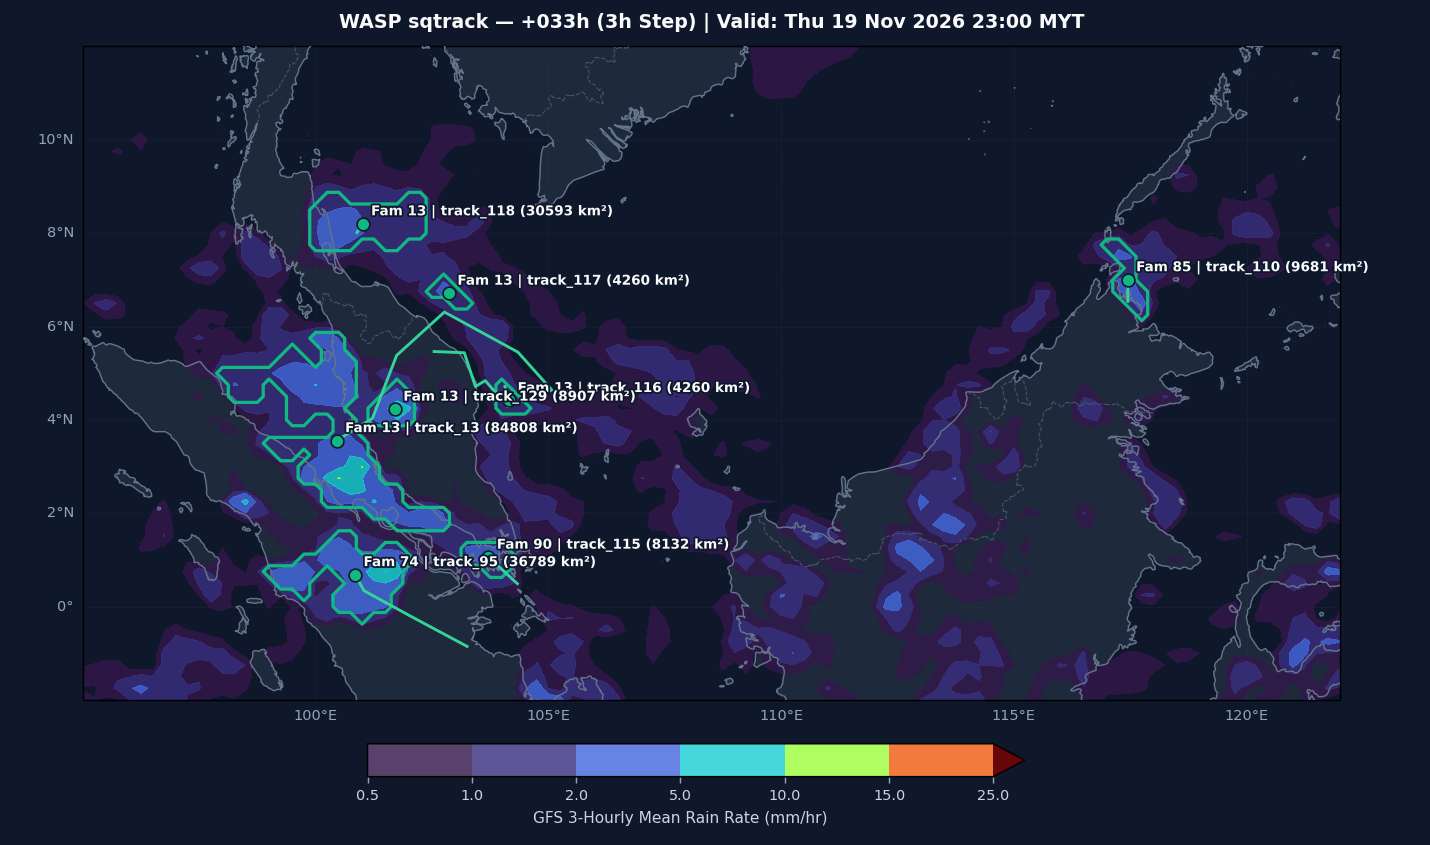 WASP sqtrack — +033h (3h Step) | Valid: Thu 19 Nov 2026 23:00 MYT
10°N
8°N
6°N
4°N
2°N
0°
Fam 13 | track_118 (30593 km²)
Fam 85 | track_110 (9681 km²)
Fam 13 | track_117 (4260 km²)
Fam 13 | track_116 (4260 km²)
Fam 13 | track_129 (8907 km²)
Fam 13 | track_13 (84808 km²)
Fam 90 | track_115 (8132 km²)
Fam 74 | track_95 (36789 km²)
100°E 105°E 110°E 115°E 120°E
0.5 1.0 2.0 5.0 10.0 15.0 25.0
GFS 3-Hourly Mean Rain Rate (mm/hr)